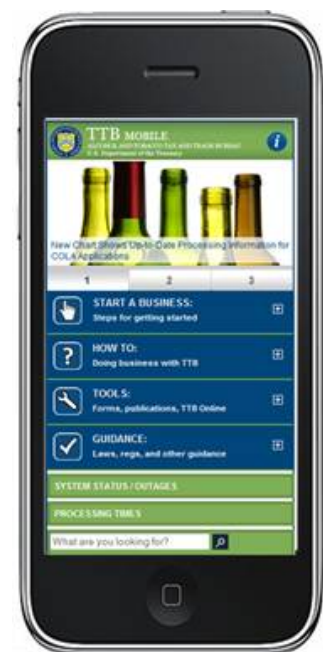 TTB MOBILE
ALCOHOL AND TOBACCO TAX AND TRADE BUREAU
U.S. Department of the Treasury
i
New Chart Shows Up-to-Date Processing Information for
COLA Applications
1 2 3
START A BUSINESS:
Steps for getting started
?
HOW TO:
Doing business with TTB
TOOLS:
Forms, publications, TTB Online
GUIDANCE:
Laws, regs, and other guidance
SYSTEM STATUS / OUTAGES
PROCESSING TIMES
What are you looking for?